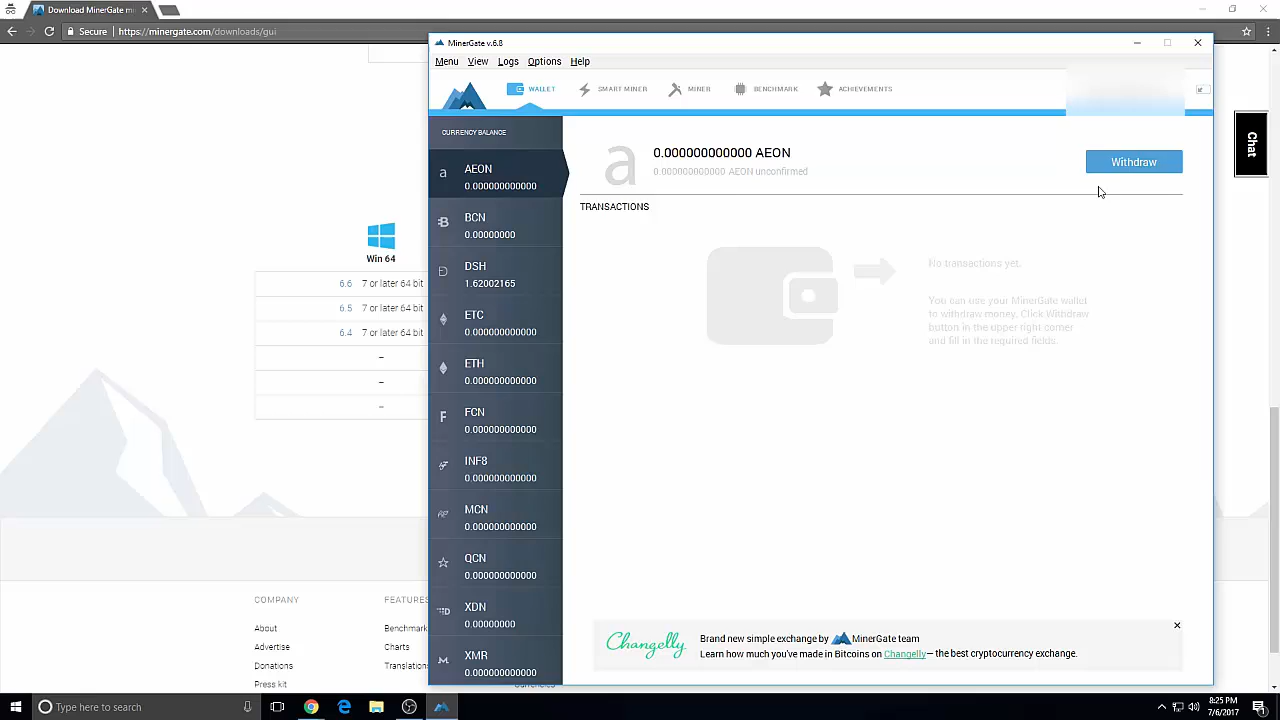 Download MinerGate mi
Secure
https://minergate.com/downloads/gui
MinerGate v.6.8
Menu View Logs Options Help
WALLET
SMART MINER
MINER
BENCHMARK
ACHIEVEMENTS
CURRENCY BALANCE
AEON
0.000000000000
BCN
0.00000000
DSH
1.62002165
ETC
0.000000000000
ETH
0.000000000000
FCN
0.000000000000
INF8
0.000000000000
MCN
0.000000000000
QCN
0.000000000000
XDN
0.00000000
XMR
0.000000000000
0.000000000000 AEON
0.000000000000 AEON unconfirmed
Withdraw
TRANSACTIONS
No transactions yet.
You can use your MinerGate wallet
to withdraw money. Click Withdraw
button in the upper right corner
and fill in the required fields.
Changelly
Brand new simple exchange by MinerGate team
Learn how much you've made in Bitcoins on Changelly — the best cryptocurrency exchange.
Chat
Win 64
6.6 7 or later 64 bit
6.5 7 or later 64 bit
6.4 7 or later 64 bit
–
–
–
COMPANY
About
Advertise
Donations
Press kit
FEATURES
Benchmark
Charts
Translation
Currencies
Type here to search
8:25 PM
7/6/2017